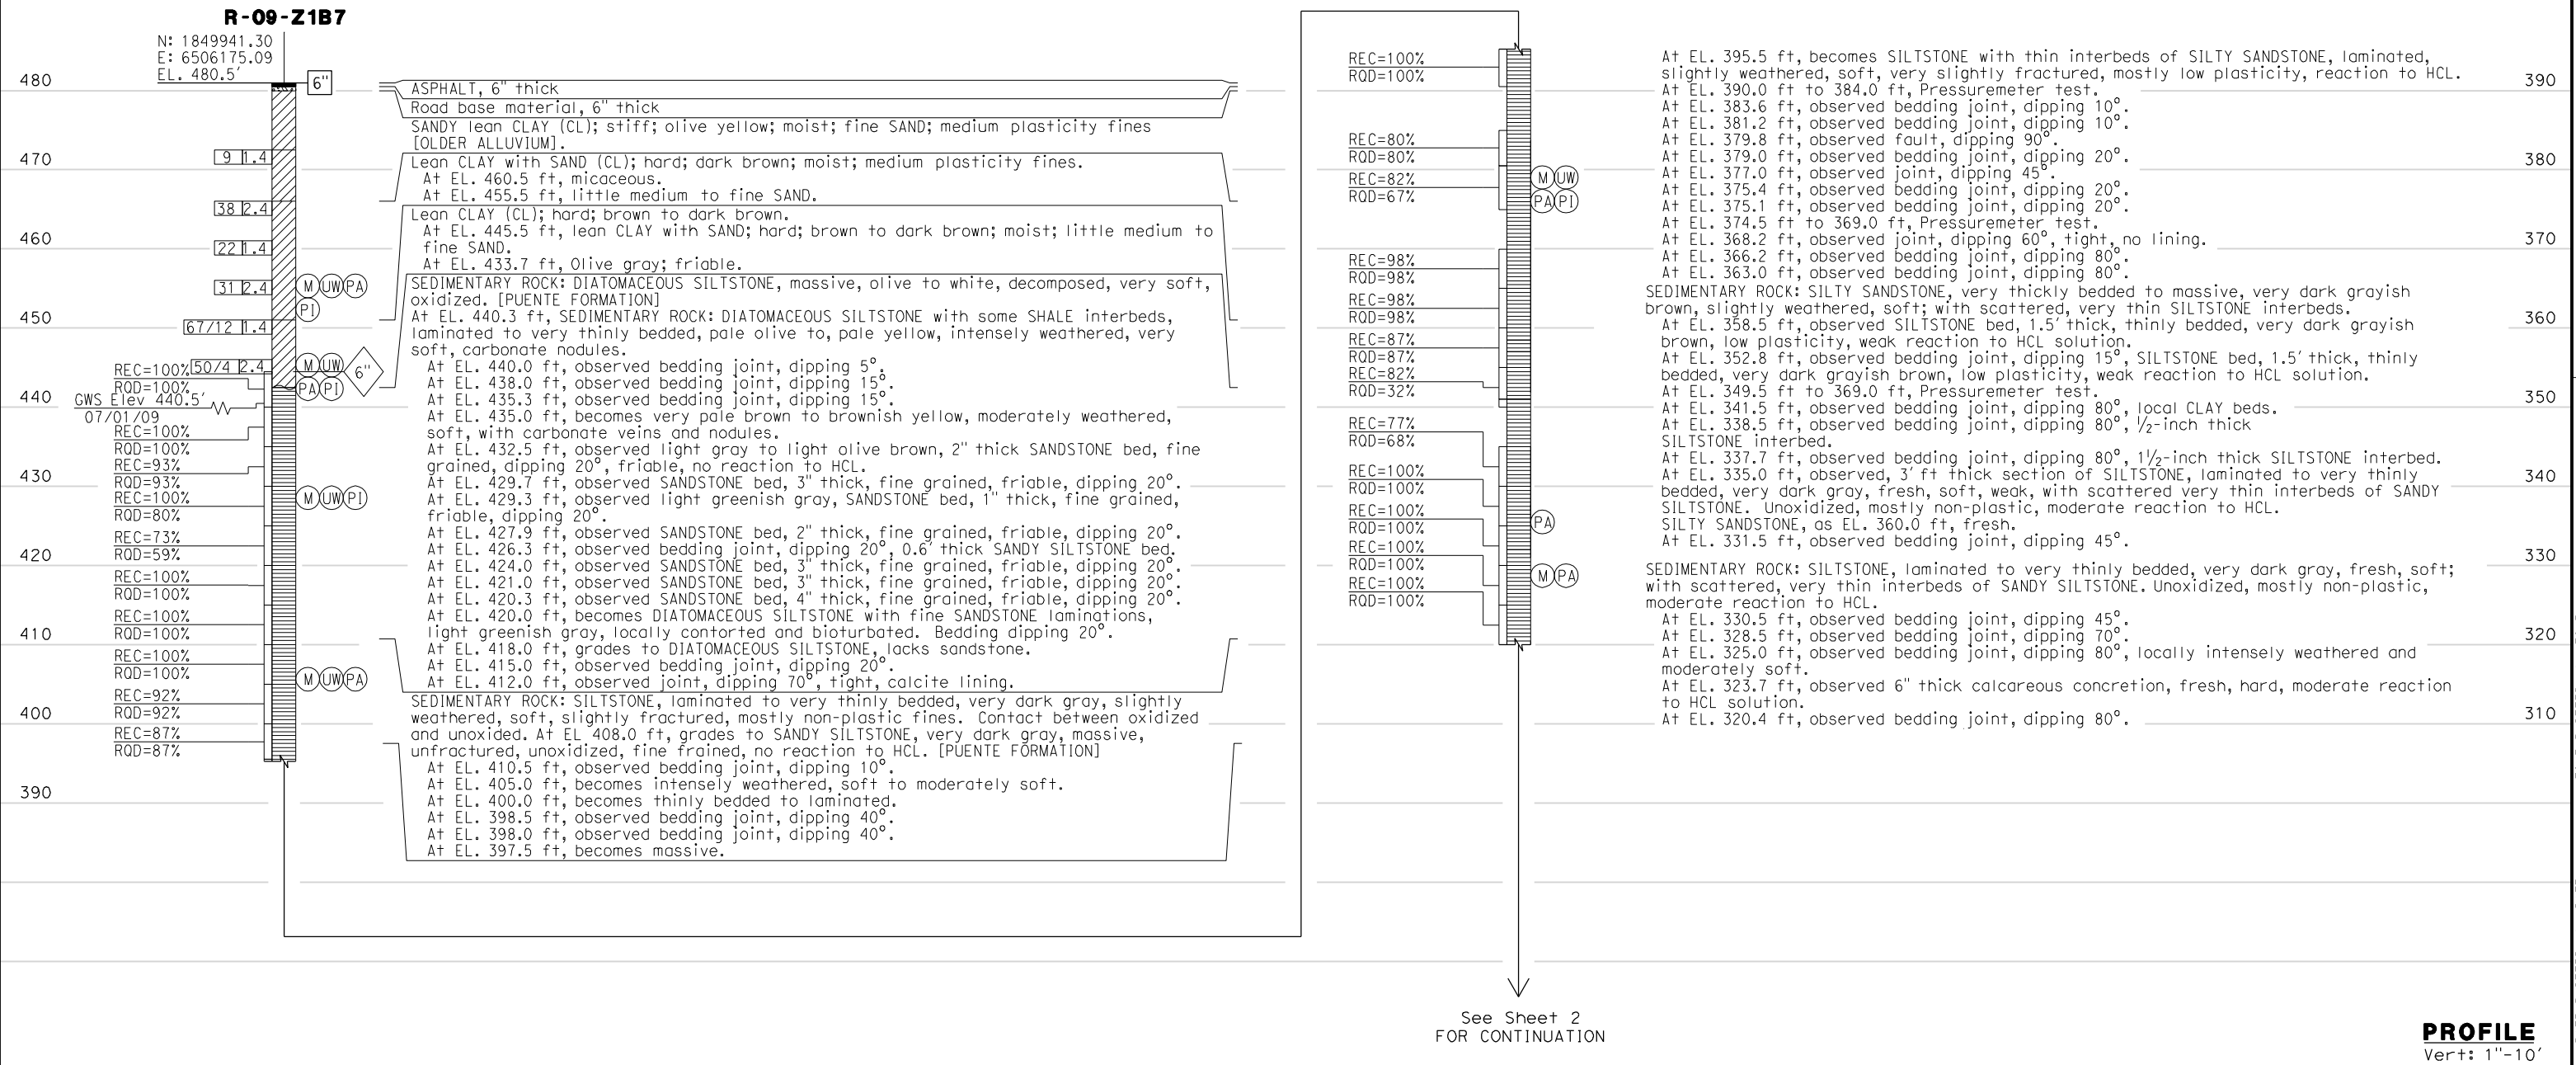 R-09-Z1B7
N: 1849941.30
E: 6506175.09
EL. 480.5'
6"
480
470
460
450
440
430
420
410
400
390
9 1.4
38 2.4
22 1.4
31 2.4
M UW PA
PI
67/12 1.4
50/4 2.4
M UW
PA PI
6"
REC=100%
RQD=100%
GWS Elev 440.5'
07/01/09
REC=100%
RQD=100%
REC=93%
RQD=93%
REC=100%
RQD=80%
M UW PI
REC=73%
RQD=59%
REC=100%
RQD=100%
REC=100%
RQD=100%
REC=100%
RQD=100%
M UW PA
REC=92%
RQD=92%
REC=87%
RQD=87%
ASPHALT, 6" thick
Road base material, 6" thick
SANDY lean CLAY (CL); stiff; olive yellow; moist; fine SAND; medium plasticity fines
[OLDER ALLUVIUM].
Lean CLAY with SAND (CL); hard; dark brown; moist; medium plasticity fines.
At EL. 460.5 ft, micaceous.
At EL. 455.5 ft, little medium to fine SAND.
Lean CLAY (CL); hard; brown to dark brown.
At EL. 445.5 ft, lean CLAY with SAND; hard; brown to dark brown; moist; little medium to
fine SAND.
At EL. 433.7 ft, Olive gray; friable.
SEDIMENTARY ROCK: DIATOMACEOUS SILTSTONE, massive, olive to white, decomposed, very soft,
oxidized. [PUENTE FORMATION]
At EL. 440.3 ft, SEDIMENTARY ROCK: DIATOMACEOUS SILTSTONE with some SHALE interbeds,
laminated to very thinly bedded, pale olive to, pale yellow, intensely weathered, very
soft, carbonate nodules.
At EL. 440.0 ft, observed bedding joint, dipping 5°.
At EL. 438.0 ft, observed bedding joint, dipping 15°.
At EL. 435.3 ft, observed bedding joint, dipping 15°.
At EL. 435.0 ft, becomes very pale brown to brownish yellow, moderately weathered,
soft, with carbonate veins and nodules.
At EL. 432.5 ft, observed light gray to light olive brown, 2" thick SANDSTONE bed, fine
grained, dipping 20°, friable, no reaction to HCL.
At EL. 429.7 ft, observed SANDSTONE bed, 3" thick, fine grained, friable, dipping 20°.
At EL. 429.3 ft, observed light greenish gray, SANDSTONE bed, 1" thick, fine grained,
friable, dipping 20°.
At EL. 427.9 ft, observed SANDSTONE bed, 2" thick, fine grained, friable, dipping 20°.
At EL. 426.3 ft, observed bedding joint, dipping 20°, 0.6' thick SANDY SILTSTONE bed.
At EL. 424.0 ft, observed SANDSTONE bed, 3" thick, fine grained, friable, dipping 20°.
At EL. 421.0 ft, observed SANDSTONE bed, 3" thick, fine grained, friable, dipping 20°.
At EL. 420.3 ft, observed SANDSTONE bed, 4" thick, fine grained, friable, dipping 20°.
At EL. 420.0 ft, becomes DIATOMACEOUS SILTSTONE with fine SANDSTONE laminations,
light greenish gray, locally contorted and bioturbated. Bedding dipping 20°.
At EL. 418.0 ft, grades to DIATOMACEOUS SILTSTONE, lacks sandstone.
At EL. 415.0 ft, observed bedding joint, dipping 20°.
At EL. 412.0 ft, observed joint, dipping 70°, tight, calcite lining.
SEDIMENTARY ROCK: SILTSTONE, laminated to very thinly bedded, very dark gray, slightly
weathered, soft, slightly fractured, mostly non-plastic fines. Contact between oxidized
and unoxided. At EL 408.0 ft, grades to SANDY SILTSTONE, very dark gray, massive,
unfractured, unoxidized, fine frained, no reaction to HCL. [PUENTE FORMATION]
At EL. 410.5 ft, observed bedding joint, dipping 10°.
At EL. 405.0 ft, becomes intensely weathered, soft to moderately soft.
At EL. 400.0 ft, becomes thinly bedded to laminated.
At EL. 398.5 ft, observed bedding joint, dipping 40°.
At EL. 398.0 ft, observed bedding joint, dipping 40°.
At EL. 397.5 ft, becomes massive.
REC=100%
RQD=100%
REC=80%
RQD=80%
REC=82%
RQD=67%
M UW
PA PI
REC=98%
RQD=98%
REC=98%
RQD=98%
REC=87%
RQD=87%
REC=82%
RQD=32%
REC=77%
RQD=68%
REC=100%
RQD=100%
REC=100%
RQD=100%
PA
REC=100%
RQD=100%
M PA
REC=100%
RQD=100%
At EL. 395.5 ft, becomes SILTSTONE with thin interbeds of SILTY SANDSTONE, laminated,
slightly weathered, soft, very slightly fractured, mostly low plasticity, reaction to HCL.
At EL. 390.0 ft to 384.0 ft, Pressuremeter test.
At EL. 383.6 ft, observed bedding joint, dipping 10°.
At EL. 381.2 ft, observed bedding joint, dipping 10°.
At EL. 379.8 ft, observed fault, dipping 90°.
At EL. 379.0 ft, observed bedding joint, dipping 20°.
At EL. 377.0 ft, observed joint, dipping 45°.
At EL. 375.4 ft, observed bedding joint, dipping 20°.
At EL. 375.1 ft, observed bedding joint, dipping 20°.
At EL. 374.5 ft to 369.0 ft, Pressuremeter test.
At EL. 368.2 ft, observed joint, dipping 60°, tight, no lining.
At EL. 366.2 ft, observed bedding joint, dipping 80°.
At EL. 363.0 ft, observed bedding joint, dipping 80°.
SEDIMENTARY ROCK: SILTY SANDSTONE, very thickly bedded to massive, very dark grayish
brown, slightly weathered, soft; with scattered, very thin SILTSTONE interbeds.
At EL. 358.5 ft, observed SILTSTONE bed, 1.5' thick, thinly bedded, very dark grayish
brown, low plasticity, weak reaction to HCL solution.
At EL. 352.8 ft, observed bedding joint, dipping 15°, SILTSTONE bed, 1.5' thick, thinly
bedded, very dark grayish brown, low plasticity, weak reaction to HCL solution.
At EL. 349.5 ft to 369.0 ft, Pressuremeter test.
At EL. 341.5 ft, observed bedding joint, dipping 80°, local CLAY beds.
At EL. 338.5 ft, observed bedding joint, dipping 80°, 1/2-inch thick
SILTSTONE interbed.
At EL. 337.7 ft, observed bedding joint, dipping 80°, 1 1/2-inch thick SILTSTONE interbed.
At EL. 335.0 ft, observed, 3' ft thick section of SILTSTONE, laminated to very thinly
bedded, very dark gray, fresh, soft, weak, with scattered very thin interbeds of SANDY
SILTSTONE. Unoxidized, mostly non-plastic, moderate reaction to HCL.
SILTY SANDSTONE, as EL. 360.0 ft, fresh.
At EL. 331.5 ft, observed bedding joint, dipping 45°.
SEDIMENTARY ROCK: SILTSTONE, laminated to very thinly bedded, very dark gray, fresh, soft;
with scattered, very thin interbeds of SANDY SILTSTONE. Unoxidized, mostly non-plastic,
moderate reaction to HCL.
At EL. 330.5 ft, observed bedding joint, dipping 45°.
At EL. 328.5 ft, observed bedding joint, dipping 70°.
At EL. 325.0 ft, observed bedding joint, dipping 80°, locally intensely weathered and
moderately soft.
At EL. 323.7 ft, observed 6" thick calcareous concretion, fresh, hard, moderate reaction
to HCL solution.
At EL. 320.4 ft, observed bedding joint, dipping 80°.
390
380
370
360
350
340
330
320
310
See Sheet 2
FOR CONTINUATION
PROFILE
Vert: 1"-10'